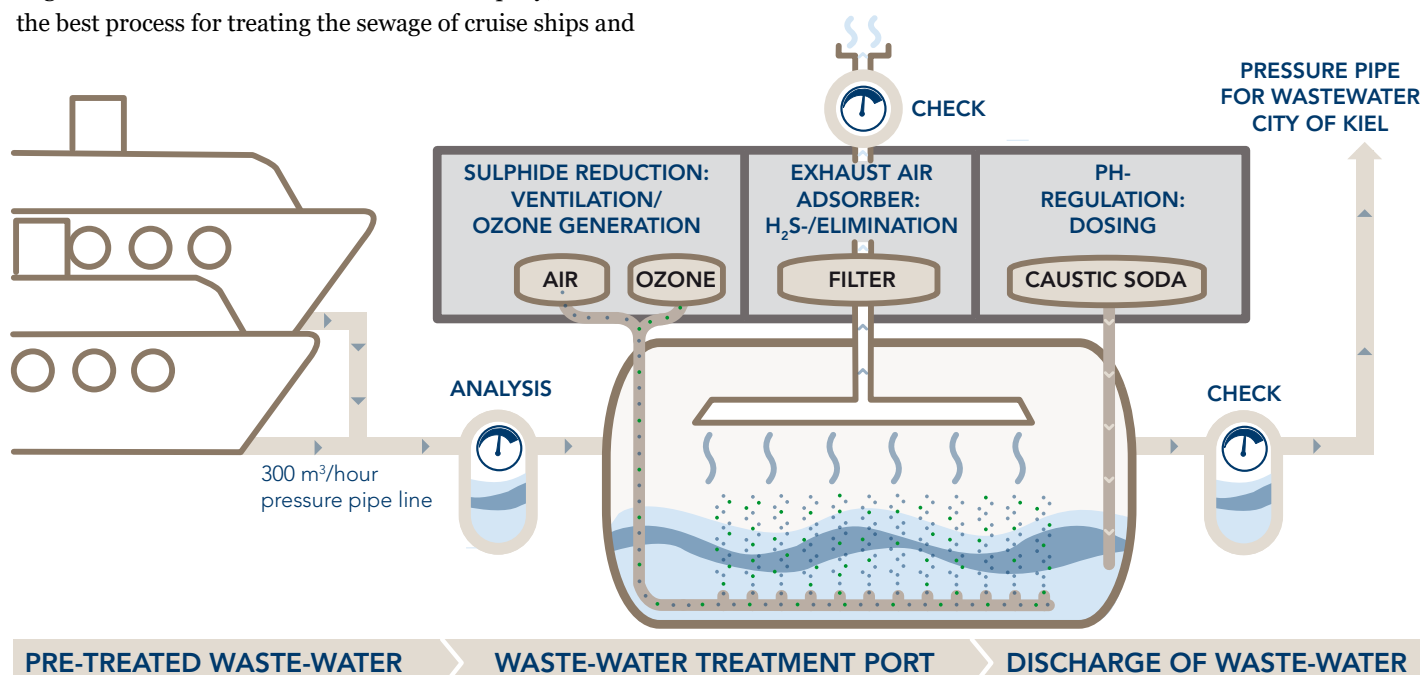 the best process for treating the sewage of cruise ships and
CHECK
PRESSURE PIPE
FOR WASTEWATER
CITY OF KIEL
SULPHIDE REDUCTION:
VENTILATION/
OZONE GENERATION
AIR
OZONE
EXHAUST AIR
ADSORBER:
H₂S-/ELIMINATION
FILTER
PH-
REGULATION:
DOSING
CAUSTIC SODA
ANALYSIS
300 m³/hour
pressure pipe line
CHECK
PRE-TREATED WASTE-WATER
WASTE-WATER TREATMENT PORT
DISCHARGE OF WASTE-WATER